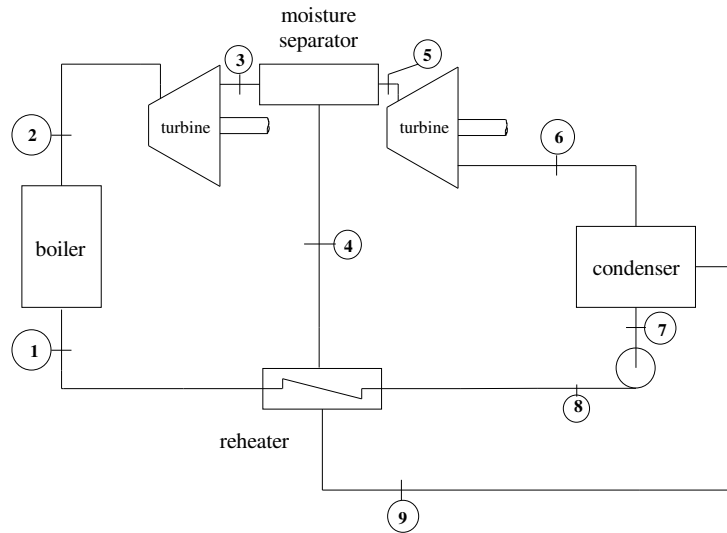 moisture
separator
3
5
2
turbine
turbine
6
boiler
4
condenser
7
1
8
reheater
9